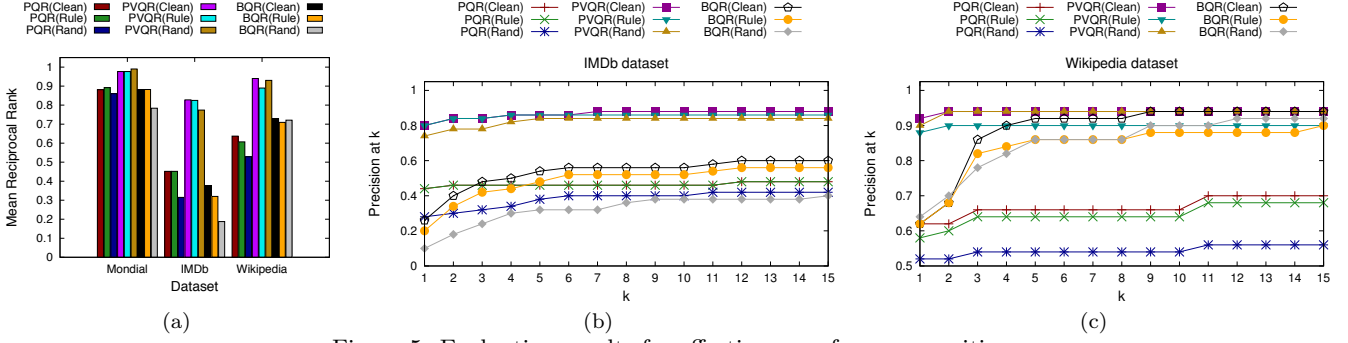 PQR(Clean) PVQR(Clean) BQR(Clean)
PQR(Rule) PVQR(Rule) BQR(Rule)
PQR(Rand) PVQR(Rand) BQR(Rand)
Mean Reciprocal Rank
1
0.9
0.8
0.7
0.6
0.5
0.4
0.3
0.2
0.1
0
Mondial IMDb Wikipedia
Dataset
(a)
PQR(Clean) PVQR(Clean) BQR(Clean)
PQR(Rule) PVQR(Rule) BQR(Rule)
PQR(Rand) PVQR(Rand) BQR(Rand)
IMDb dataset
Precision at k
1
0.8
0.6
0.4
0.2
0
1 2 3 4 5 6 7 8 9 10 11 12 13 14 15
k
(b)
PQR(Clean) PVQR(Clean) BQR(Clean)
PQR(Rule) PVQR(Rule) BQR(Rule)
PQR(Rand) PVQR(Rand) BQR(Rand)
Wikipedia dataset
Precision at k
1
0.9
0.8
0.7
0.6
0.5
1 2 3 4 5 6 7 8 9 10 11 12 13 14 15
k
(c)